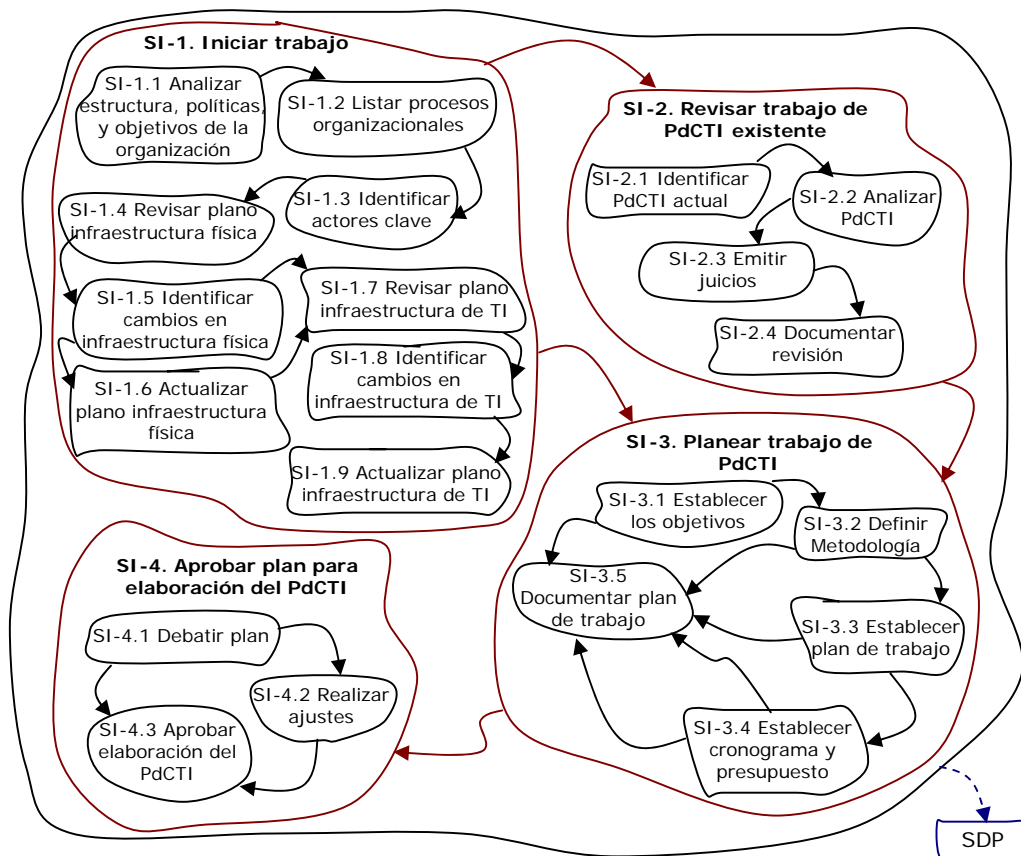 SI-1. Iniciar trabajo
SI-1.1 Analizar
estructura, políticas,
y objetivos de la
organización
SI-1.2 Listar procesos
organizacionales
SI-1.3 Identificar
actores clave
SI-1.4 Revisar plano
infraestructura física
SI-1.5 Identificar
cambios en
infraestructura física
SI-1.6 Actualizar
plano infraestructura
física
SI-1.7 Revisar plano
infraestructura de TI
SI-1.8 Identificar
cambios en
infraestructura de TI
SI-1.9 Actualizar plano
infraestructura de TI
SI-2. Revisar trabajo de
PdCTI existente
SI-2.1 Identificar
PdCTI actual
SI-2.2 Analizar
PdCTI
SI-2.3 Emitir
juicios
SI-2.4 Documentar
revisión
SI-3. Planear trabajo de
PdCTI
SI-3.1 Establecer
los objetivos
SI-3.2 Definir
Metodología
SI-3.3 Establecer
plan de trabajo
SI-3.4 Establecer
cronograma y
presupuesto
SI-3.5
Documentar plan
de trabajo
SI-4. Aprobar plan para
elaboración del PdCTI
SI-4.1 Debatir plan
SI-4.2 Realizar
ajustes
SI-4.3 Aprobar
elaboración del
PdCTI
SDP